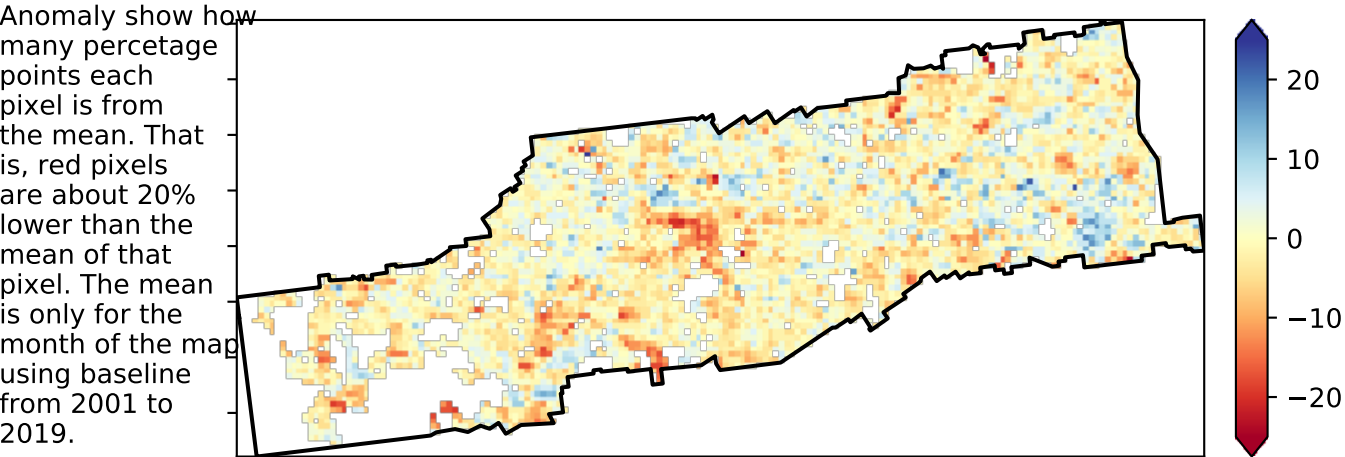 Anomaly show how
many percetage
points each
pixel is from
the mean. That
is, red pixels
are about 20%
lower than the
mean of that
pixel. The mean
is only for the
month of the map
using baseline
from 2001 to
2019.
20
10
0
−10
−20